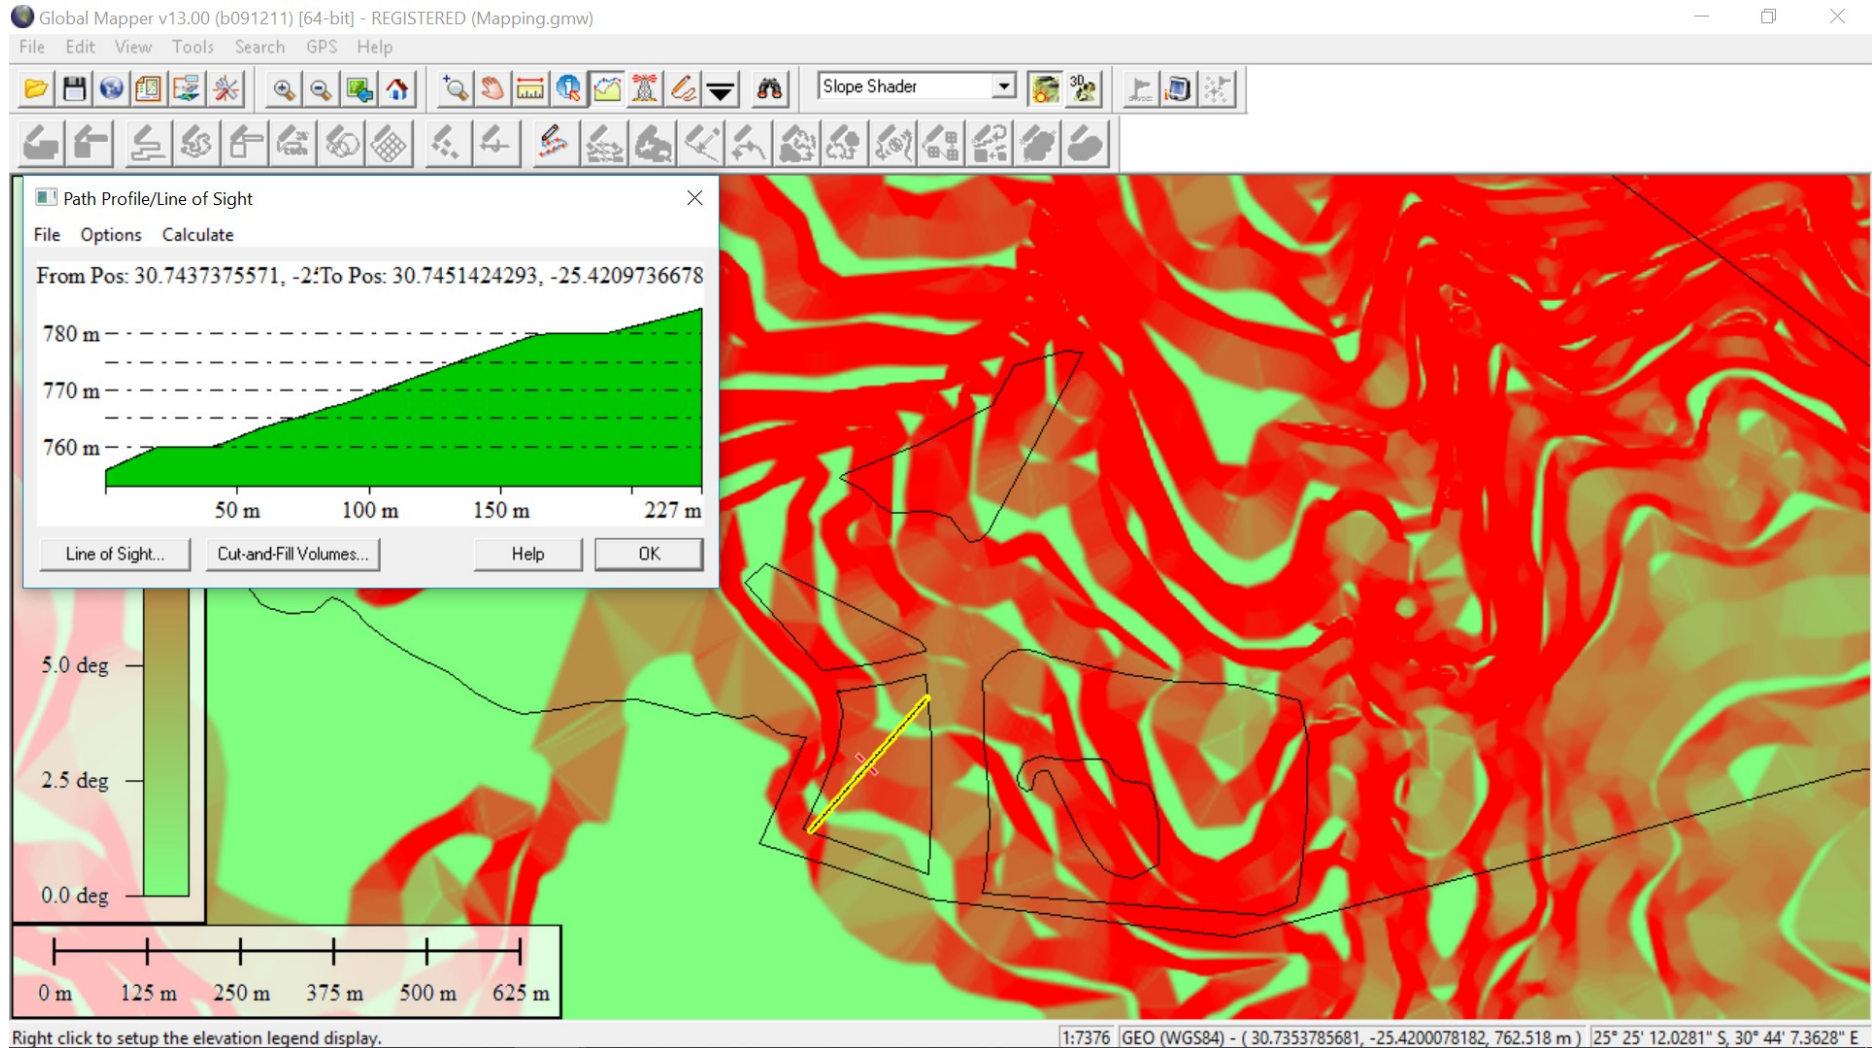 Global Mapper v13.00 (b091211) [64-bit] - REGISTERED (Mapping.gmw)
File Edit View Tools Search GPS Help
Slope Shader
3D
Path Profile/Line of Sight
File Options Calculate
From Pos: 30.7437375571, -2 To Pos: 30.7451424293, -25.4209736678
780 m
770 m
760 m
50 m 100 m 150 m 227 m
Line of Sight... Cut-and-Fill Volumes... Help OK
5.0 deg
2.5 deg
0.0 deg
0 m 125 m 250 m 375 m 500 m 625 m
Right click to setup the elevation legend display. 1:7376 GEO (WGS84) - ( 30.7353785681, -25.4200078182, 762.518 m ) 25° 25' 12.0281" S, 30° 44' 7.3628" E